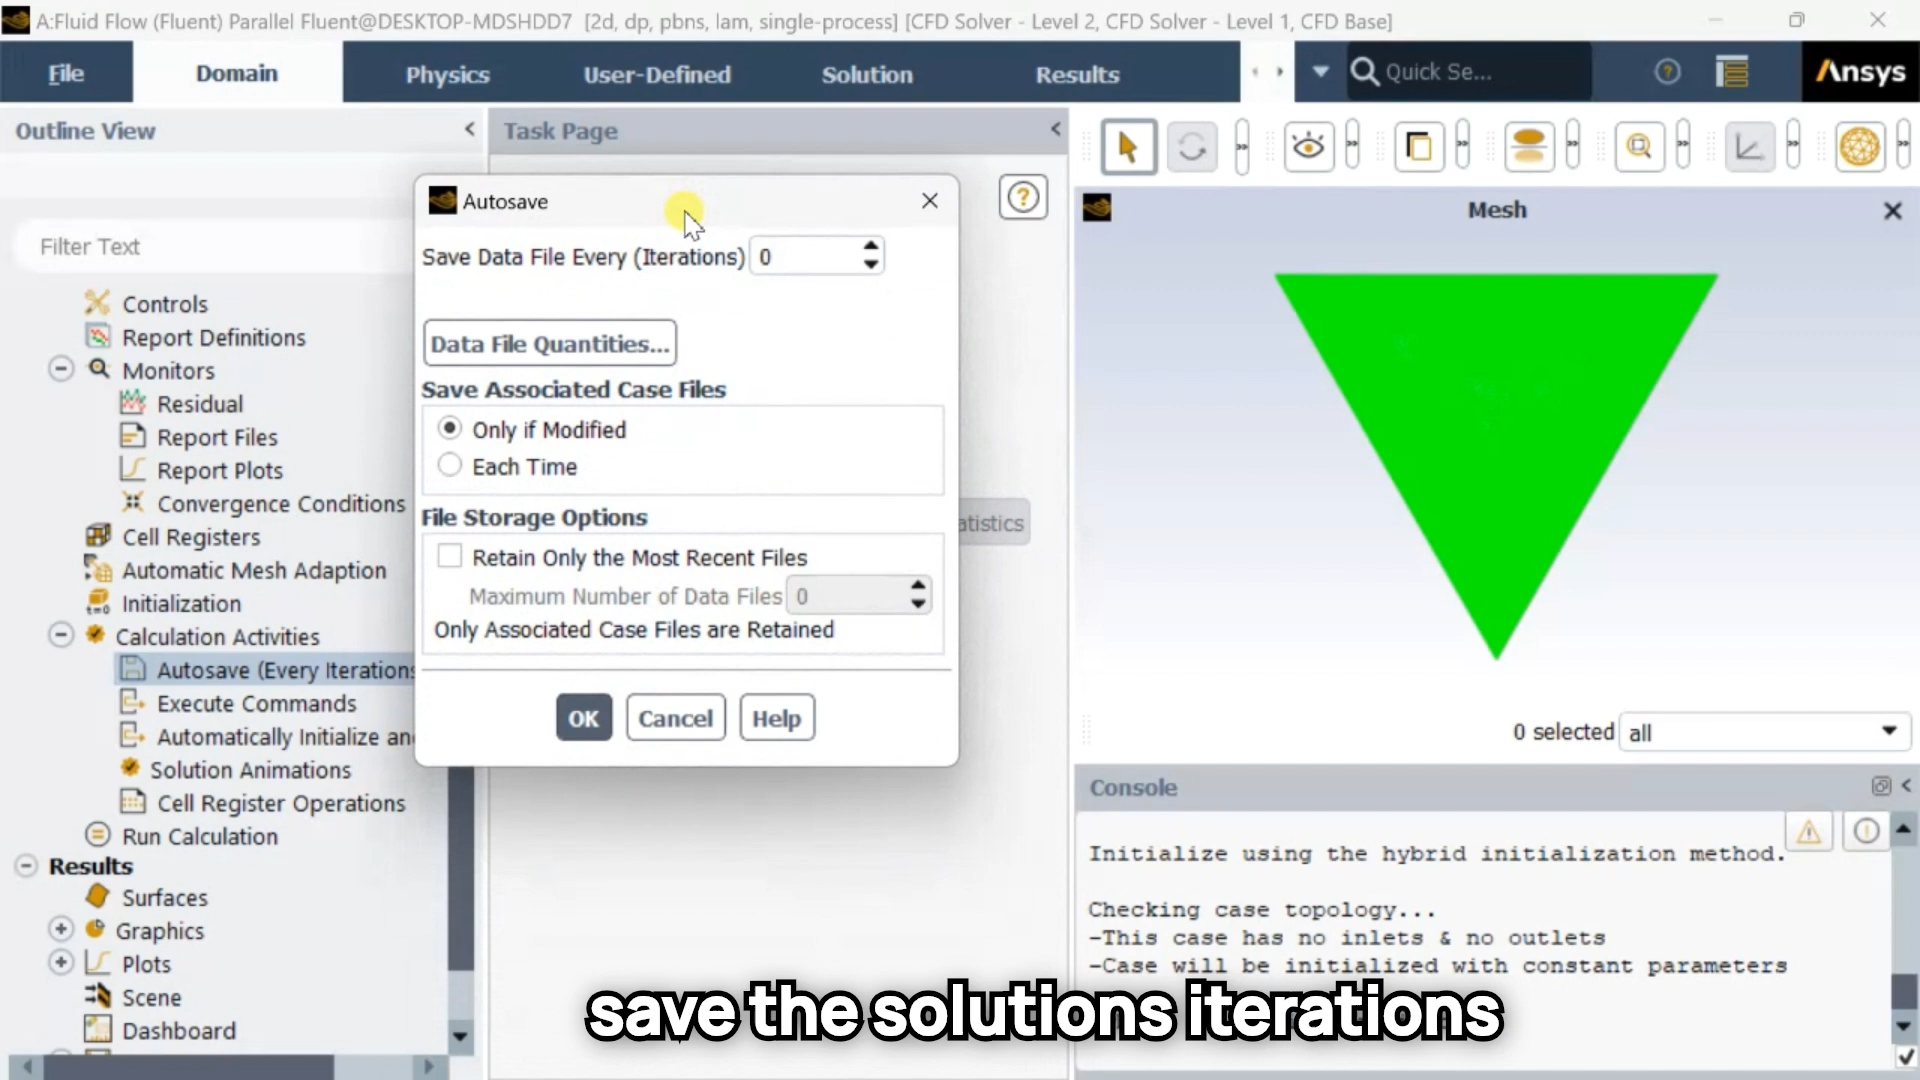 A:Fluid Flow (Fluent) Parallel Fluent@DESKTOP-MDSHDD7 [2d, dp, pbns, lam, single-process] [CFD Solver - Level 2, CFD Solver - Level 1, CFD Base]
File
Domain
Physics
User-Defined
Solution
Results
Quick Se...
Ansys
Outline View
Filter Text
Controls
Report Definitions
Monitors
Residual
Report Files
Report Plots
Convergence Conditions
Cell Registers
Automatic Mesh Adaption
Initialization
Calculation Activities
Autosave (Every Iterations
Execute Commands
Automatically Initialize an
Solution Animations
Cell Register Operations
Run Calculation
Results
Surfaces
Graphics
Plots
Scene
Dashboard
Task Page
atistics
Autosave
Save Data File Every (Iterations) 0
Data File Quantities...
Save Associated Case Files
Only if Modified
Each Time
File Storage Options
Retain Only the Most Recent Files
Maximum Number of Data Files 0
Only Associated Case Files are Retained
OK
Cancel
Help
Mesh
0 selected all
Console
Initialize using the hybrid initialization method.
Checking case topology...
-This case has no inlets & no outlets
-Case will be initialized with constant parameters
save the solutions iterations